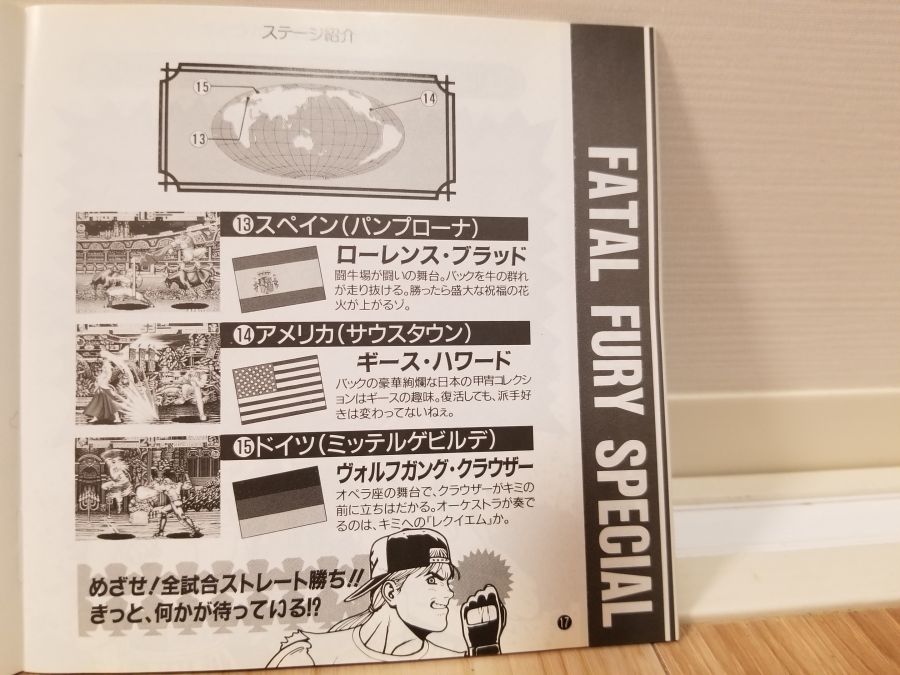 ステージ紹介
⑮
⑭
⑬
⑬スペイン(パンプローナ)
ローレンス・ブラッド
闘牛場が闘いの舞台。バックを牛の群れ
が走り抜ける。勝ったら盛大な祝福の花
火が上がるゾ。
⑭アメリカ(サウスタウン)
ギース・ハワード
バックの豪華絢爛な日本の甲冑コレクシ
ョンはギースの趣味。復活しても、派手好
きは変わってないねぇ。
⑮ドイツ(ミッテルゲビルデ)
ヴォルフガング・クラウザー
オペラ座の舞台で、クラウザーがキミの
前に立ちはだかる。オーケストラが奏で
るのは、キミへの「レクイエム」か。
めざせ!全試合ストレート勝ち!!
きっと、何かが待っている!?
17
FATAL FURY SPECIAL